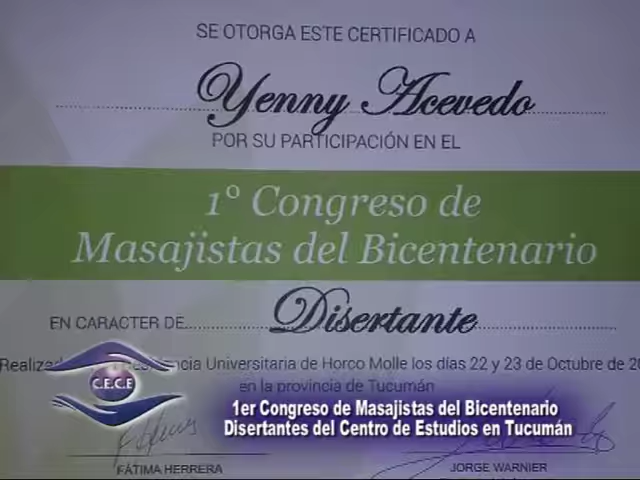 SE OTORGA ESTE CERTIFICADO A
Yenny Acevedo
POR SU PARTICIPACIÓN EN EL
1° Congreso de
Masajistas del Bicentenario
EN CARACTER DE Disertante
Realizad Universitaria de Horco Molle los días 22 y 23 de Octubre de 20
en la provincia de Tucumán
C.E.C.E
1er Congreso de Masajistas del Bicentenario
Disertantes del Centro de Estudios en Tucumán
FÁTIMA HERRERA
JORGE WARNIER